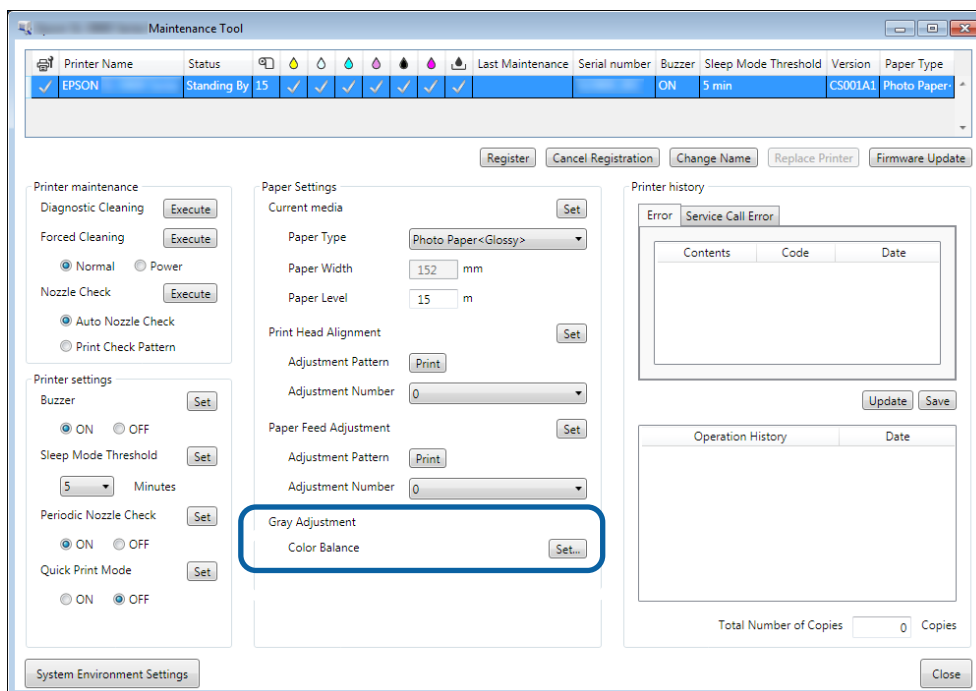 Maintenance Tool
Printer Name Status Last Maintenance Serial number Buzzer Sleep Mode Threshold Version Paper Type
EPSON Standing By 15 ON 5 min CS001A1 Photo Paper
Register Cancel Registration Change Name Replace Printer Firmware Update
Printer maintenance
Diagnostic Cleaning Execute
Forced Cleaning Execute
Normal Power
Nozzle Check Execute
Auto Nozzle Check
Print Check Pattern
Printer settings
Buzzer Set
ON OFF
Sleep Mode Threshold Set
5 Minutes
Periodic Nozzle Check Set
ON OFF
Quick Print Mode Set
ON OFF
Paper Settings
Current media Set
Paper Type Photo Paper<Glossy>
Paper Width 152 mm
Paper Level 15 m
Print Head Alignment Set
Adjustment Pattern Print
Adjustment Number 0
Paper Feed Adjustment Set
Adjustment Pattern Print
Adjustment Number 0
Gray Adjustment
Color Balance Set...
Printer history
Error Service Call Error
Contents Code Date
Update Save
Operation History Date
Total Number of Copies 0 Copies
System Environment Settings Close